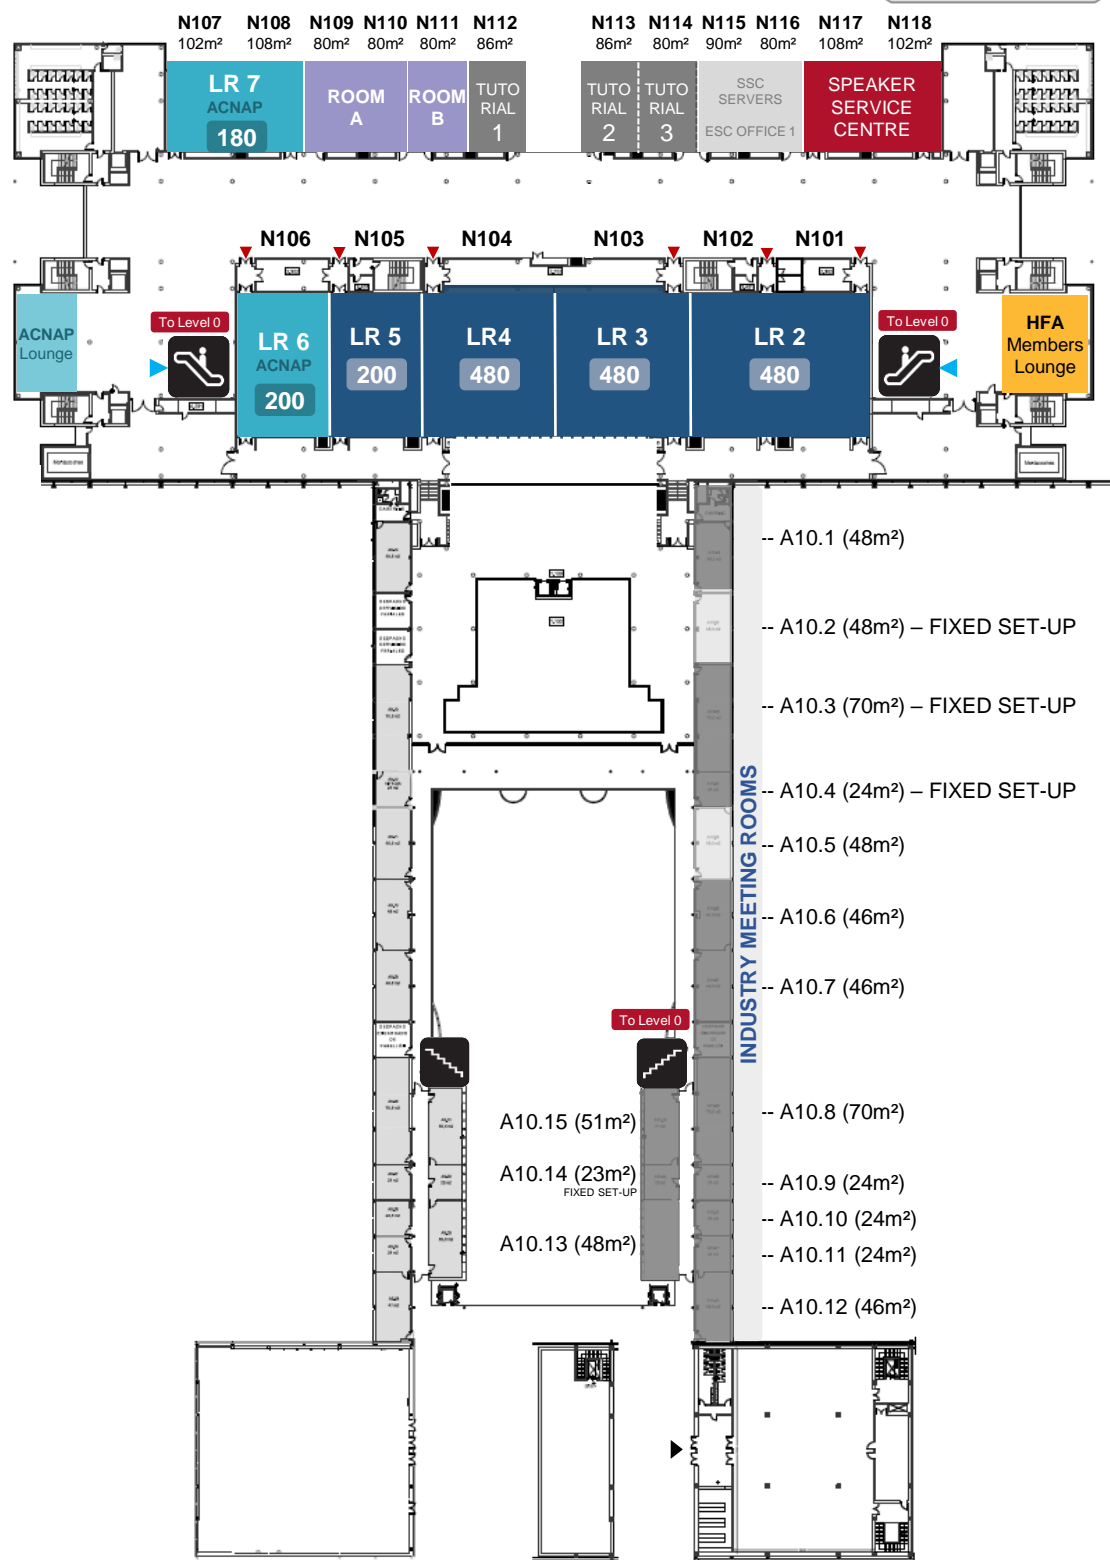 N107 N108 N109 N110 N111 N112 N113 N114 N115 N116 N117 N118
102m² 108m² 80m² 80m² 80m² 86m² 86m² 80m² 90m² 80m² 108m² 102m²
LR 7
ACNAP
180
ROOM
A
ROOM
B
TUTO
RIAL
1
TUTO
RIAL
2
TUTO
RIAL
3
SSC
SERVERS
ESC OFFICE 1
SPEAKER
SERVICE
CENTRE
N106 N105 N104 N103 N102 N101
ACNAP
Lounge
To Level 0
LR 6
ACNAP
200
LR 5
200
LR4
480
LR 3
480
LR 2
480
To Level 0
HFA
Members
Lounge
-- A10.1 (48m²)
-- A10.2 (48m²) – FIXED SET-UP
-- A10.3 (70m²) – FIXED SET-UP
-- A10.4 (24m²) – FIXED SET-UP
-- A10.5 (48m²)
-- A10.6 (46m²)
-- A10.7 (46m²)
INDUSTRY MEETING ROOMS
To Level 0
-- A10.8 (70m²)
A10.15 (51m²)
A10.14 (23m²)
FIXED SET-UP
-- A10.9 (24m²)
-- A10.10 (24m²)
A10.13 (48m²)
-- A10.11 (24m²)
-- A10.12 (46m²)